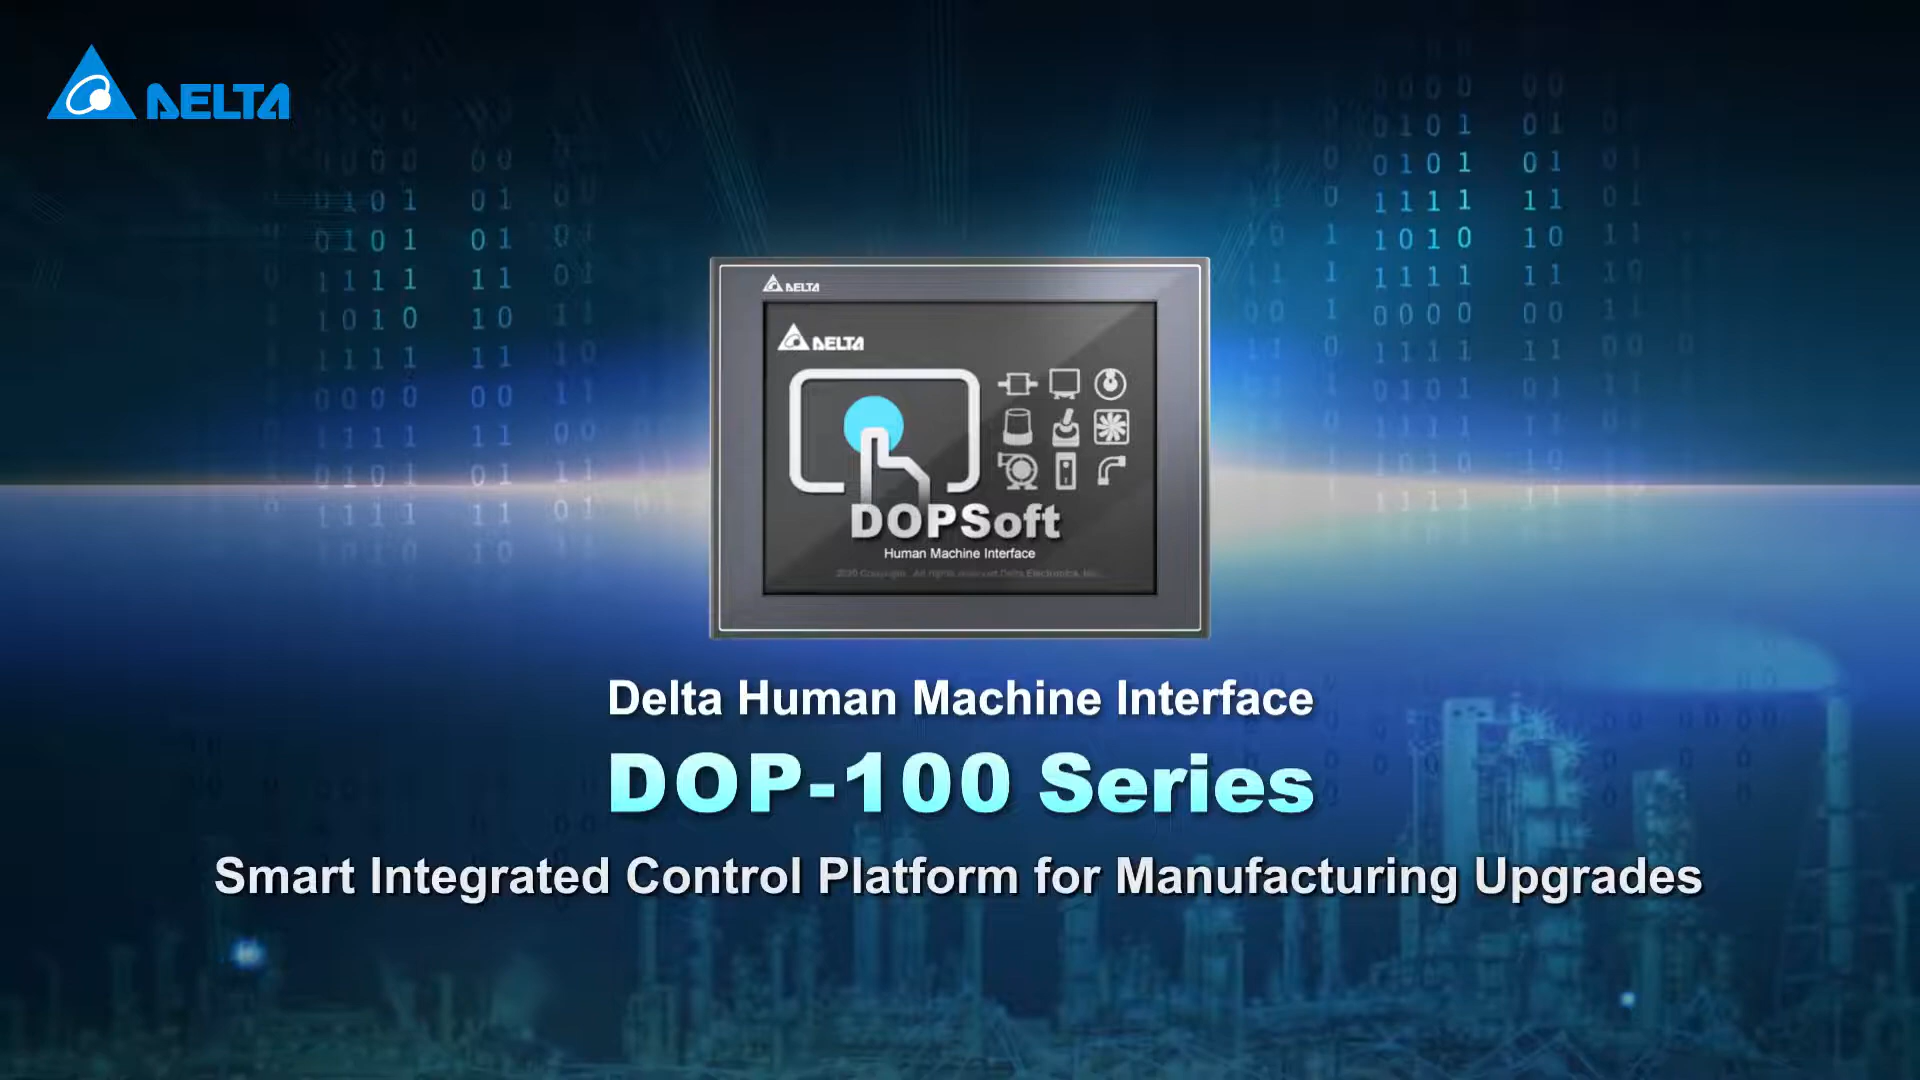 DELTA
DELTA
DELTA
DOPSoft
Human Machine Interface
Delta Human Machine Interface
DOP-100 Series
Smart Integrated Control Platform for Manufacturing Upgrades